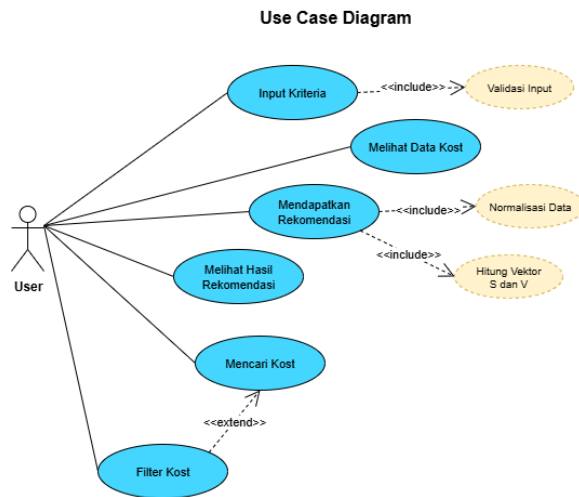 Use Case Diagram
Input Kriteria
<<include>>
Validasi Input
Melihat Data Kost
Mendapatkan
Rekomendasi
<<include>>
Normalisasi Data
<<include>>
Hitung Vektor
S dan V
User
Melihat Hasil
Rekomendasi
Mencari Kost
<<extend>>
Filter Kost